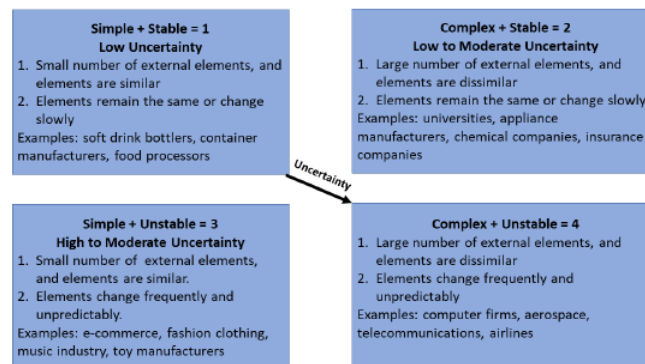 Simple + Stable = 1
Low Uncertainty
1. Small number of external elements, and
elements are similar
2. Elements remain the same or change
slowly
Examples: soft drink bottlers, container
manufacturers, food processors
Complex + Stable = 2
Low to Moderate Uncertainty
1. Large number of external elements, and
elements are dissimilar
2. Elements remain the same or change slowly
Examples: universities, appliance
manufacturers, chemical companies, insurance
companies
Uncertainty
Simple + Unstable = 3
High to Moderate Uncertainty
1. Small number of external elements,
and elements are similar.
2. Elements change frequently and
unpredictably.
Examples: e-commerce, fashion clothing,
music industry, toy manufacturers
Complex + Unstable = 4
1. Large number of external elements, and
elements are dissimilar
2. Elements change frequently and
unpredictably
Examples: computer firms, aerospace,
telecommunications, airlines